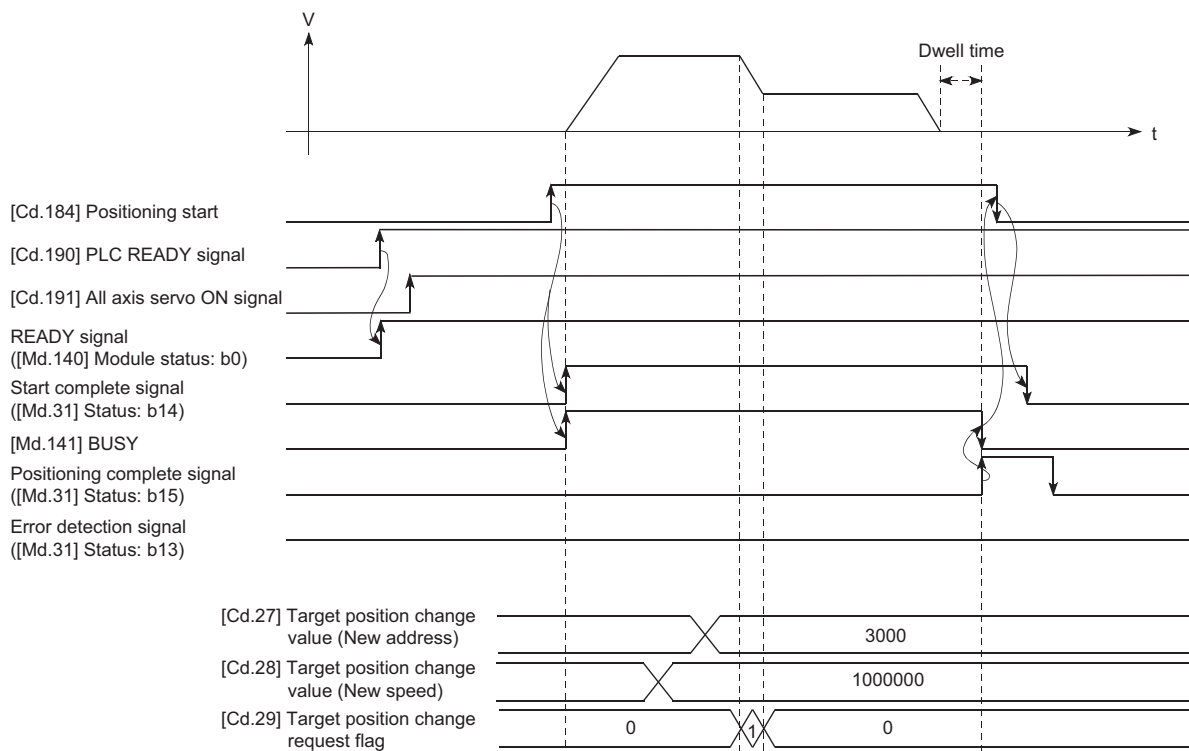 V
Dwell time
t
[Cd.184] Positioning start
[Cd.190] PLC READY signal
[Cd.191] All axis servo ON signal
READY signal
([Md.140] Module status: b0)
Start complete signal
([Md.31] Status: b14)
[Md.141] BUSY
Positioning complete signal
([Md.31] Status: b15)
Error detection signal
([Md.31] Status: b13)
[Cd.27] Target position change
value (New address)
3000
[Cd.28] Target position change
value (New speed)
1000000
[Cd.29] Target position change
request flag
0
1
0